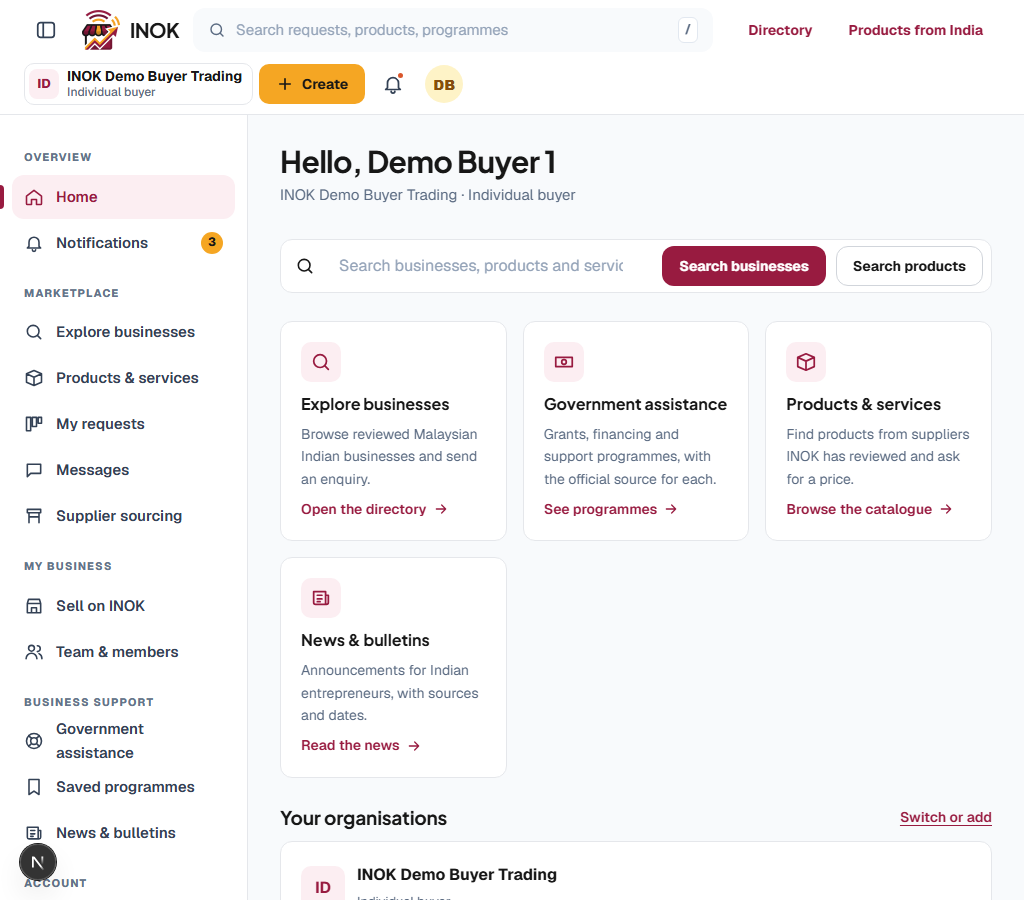 INOK
Search requests, products, programmes
/
Directory
Products from India
ID
INOK Demo Buyer Trading
Individual buyer
Create
DB
OVERVIEW
Home
Notifications
3
MARKETPLACE
Explore businesses
Products & services
My requests
Messages
Supplier sourcing
MY BUSINESS
Sell on INOK
Team & members
BUSINESS SUPPORT
Government
assistance
Saved programmes
News & bulletins
N
ACCOUNT
Hello, Demo Buyer 1
INOK Demo Buyer Trading · Individual buyer
Search businesses, products and servic
Search businesses
Search products
Explore businesses
Browse reviewed Malaysian
Indian businesses and send
an enquiry.
Open the directory →
Government assistance
Grants, financing and
support programmes, with
the official source for each.
See programmes →
Products & services
Find products from suppliers
INOK has reviewed and ask
for a price.
Browse the catalogue →
News & bulletins
Announcements for Indian
entrepreneurs, with sources
and dates.
Read the news →
Your organisations
Switch or add
ID
INOK Demo Buyer Trading
Individual buyer